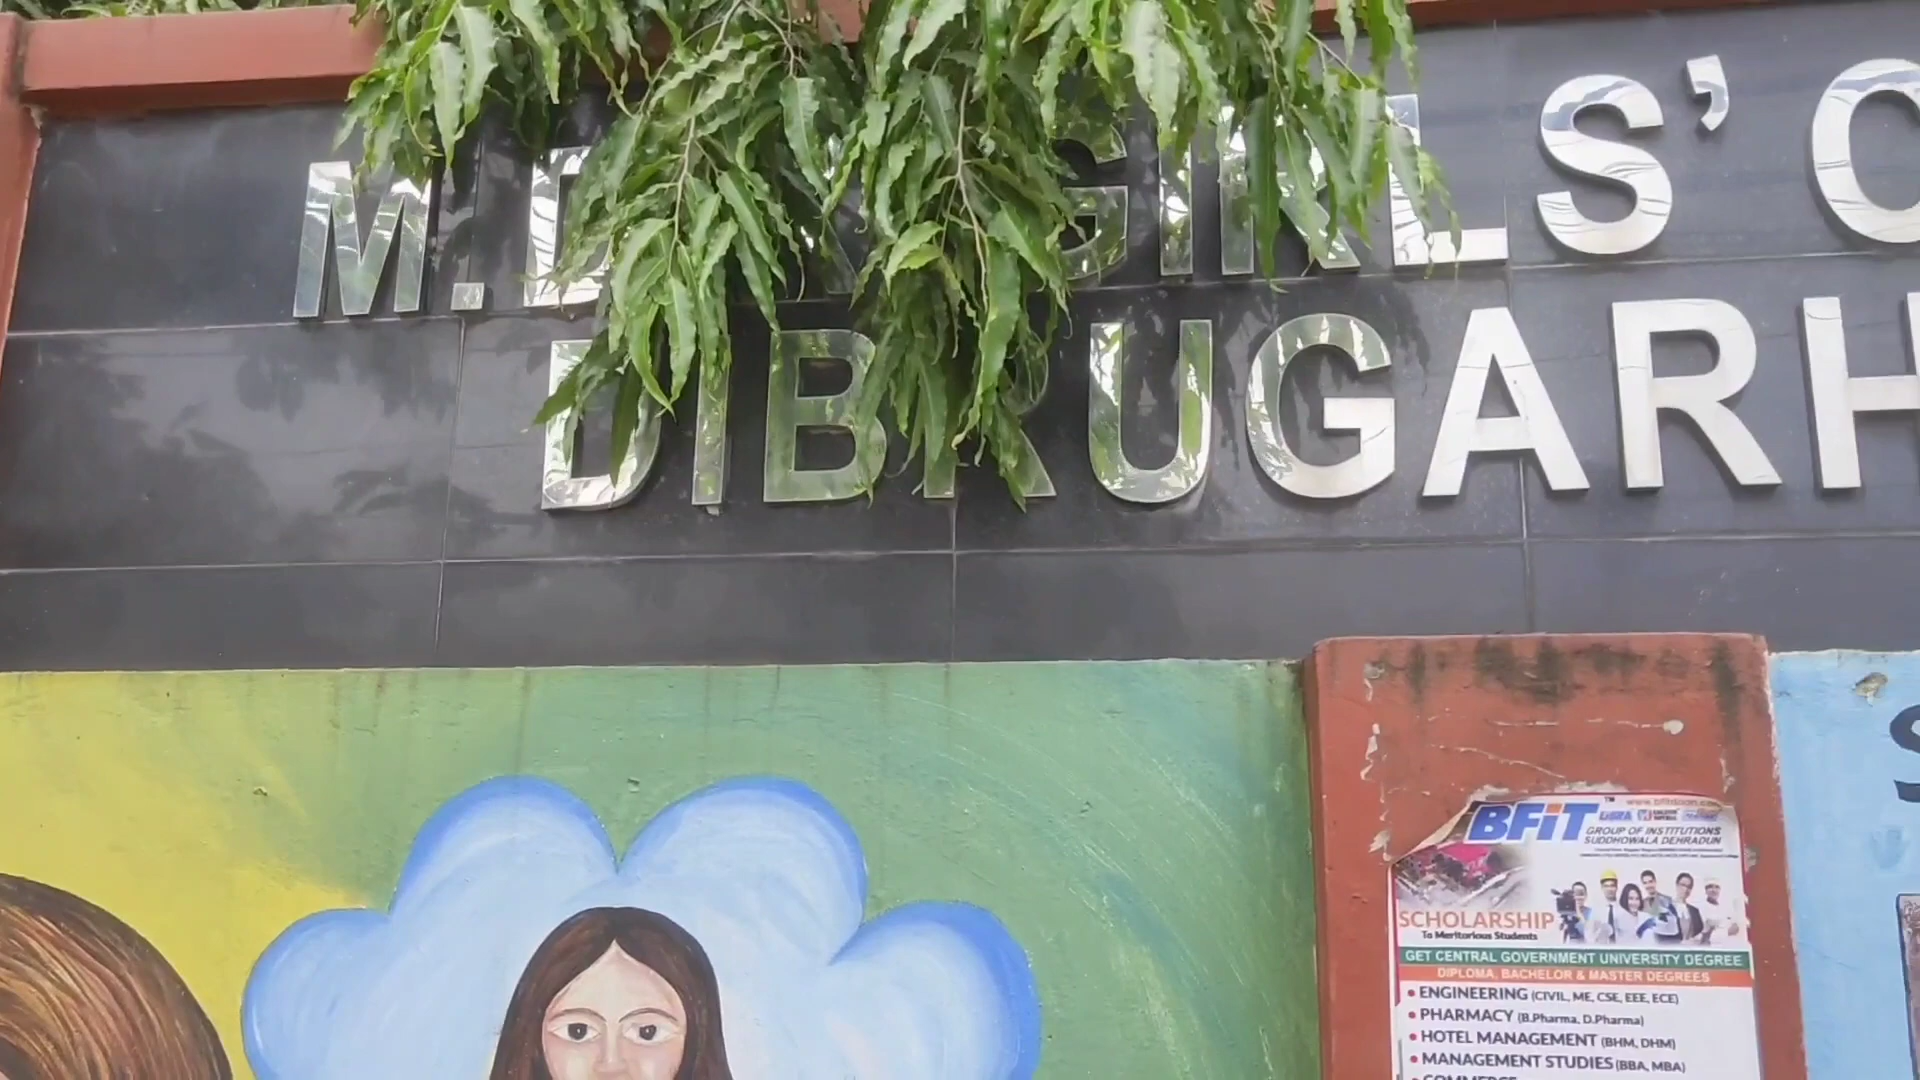 M. GIRLS' C
DIBRUGARH
BFiT
GROUP OF INSTITUTIONS
SUDDHOWALA DEHRADUN
SCHOLARSHIP
To Meritorious Students
GET CENTRAL GOVERNMENT UNIVERSITY DEGREE
DIPLOMA, BACHELOR & MASTER DEGREES
• ENGINEERING (CIVIL, ME, CSE, EEE, ECE)
• PHARMACY (B.Pharma, D.Pharma)
• HOTEL MANAGEMENT (BHM, DHM)
• MANAGEMENT STUDIES (BBA, MBA)
• COMMERCE
S